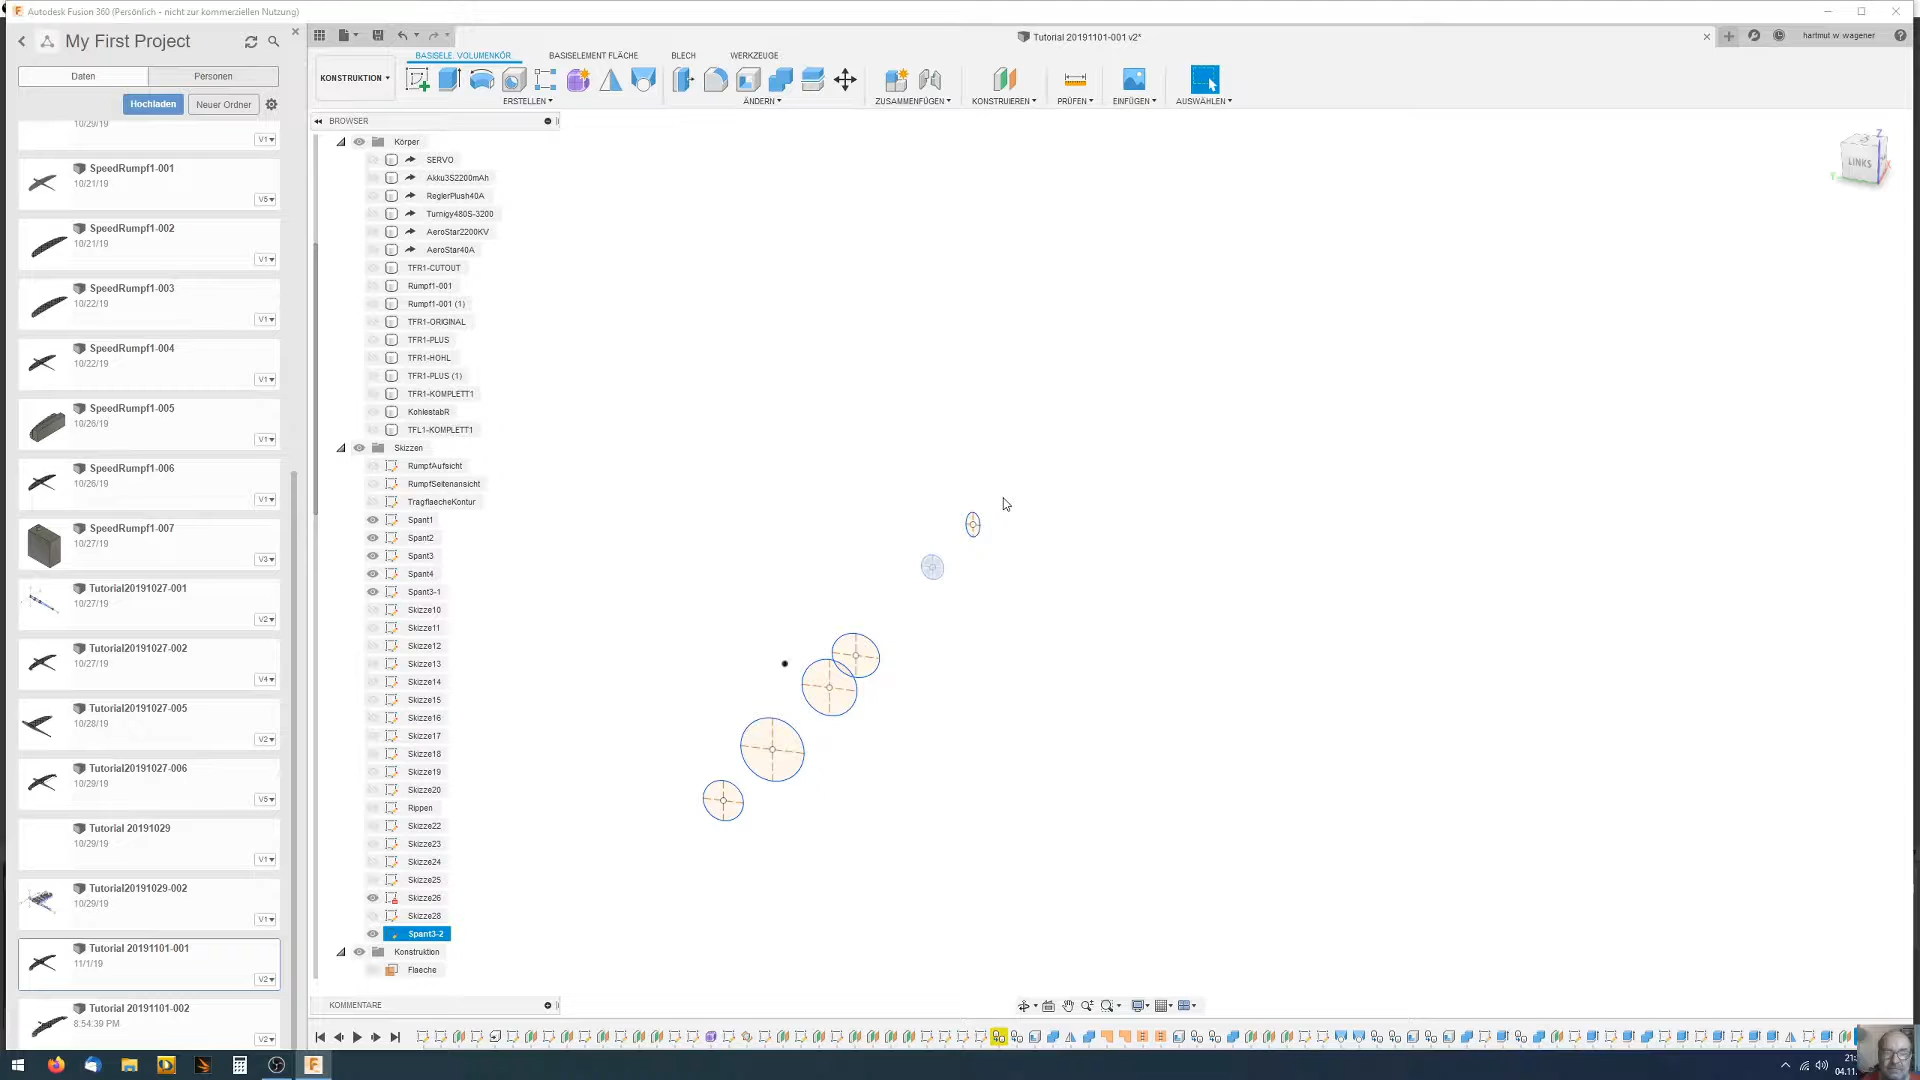 Autodesk Fusion 360 (Persönlich - nicht zur kommerziellen Nutzung)
My First Project
Tutorial 20191101-001 v2*
hartmut w wagener
Daten
Personen
Hochladen
Neuer Ordner
10/29/19
V1
SpeedRumpf1-001
10/21/19
V5
SpeedRumpf1-002
10/21/19
V1
SpeedRumpf1-003
10/22/19
V1
SpeedRumpf1-004
10/22/19
V1
SpeedRumpf1-005
10/26/19
V1
SpeedRumpf1-006
10/26/19
V1
SpeedRumpf1-007
10/27/19
V3
Tutorial20191027-001
10/27/19
V2
Tutorial20191027-002
10/27/19
V4
Tutorial20191027-005
10/28/19
V2
Tutorial20191027-006
10/29/19
V5
Tutorial 20191029
10/29/19
V1
Tutorial20191029-002
10/29/19
V1
Tutorial 20191101-001
11/1/19
V2
Tutorial 20191101-002
8:54:39 PM
V2
KONSTRUKTION
BASISELE. VOLUMENKÖR.
BASISELEMENT FLÄCHE
BLECH
WERKZEUGE
ERSTELLEN
ÄNDERN
ZUSAMMENFÜGEN
KONSTRUIEREN
PRÜFEN
EINFÜGEN
AUSWÄHLEN
BROWSER
Körper
SERVO
Akku3S2200mAh
ReglerPlush40A
Turnigy480S-3200
AeroStar2200KV
AeroStar40A
TFR1-CUTOUT
Rumpf1-001
Rumpf1-001 (1)
TFR1-ORIGINAL
TFR1-PLUS
TFR1-HOHL
TFR1-PLUS (1)
TFR1-KOMPLETT1
KohlestabR
TFL1-KOMPLETT1
Skizzen
RumpfAufsicht
RumpfSeitenansicht
TragflaecheKontur
Spant1
Spant2
Spant3
Spant4
Spant3-1
Skizze10
Skizze11
Skizze12
Skizze13
Skizze14
Skizze15
Skizze16
Skizze17
Skizze18
Skizze19
Skizze20
Rippen
Skizze22
Skizze23
Skizze24
Skizze25
Skizze26
Skizze28
Spant3-2
Konstruktion
Flaeche
KOMMENTARE
LINKS
Z